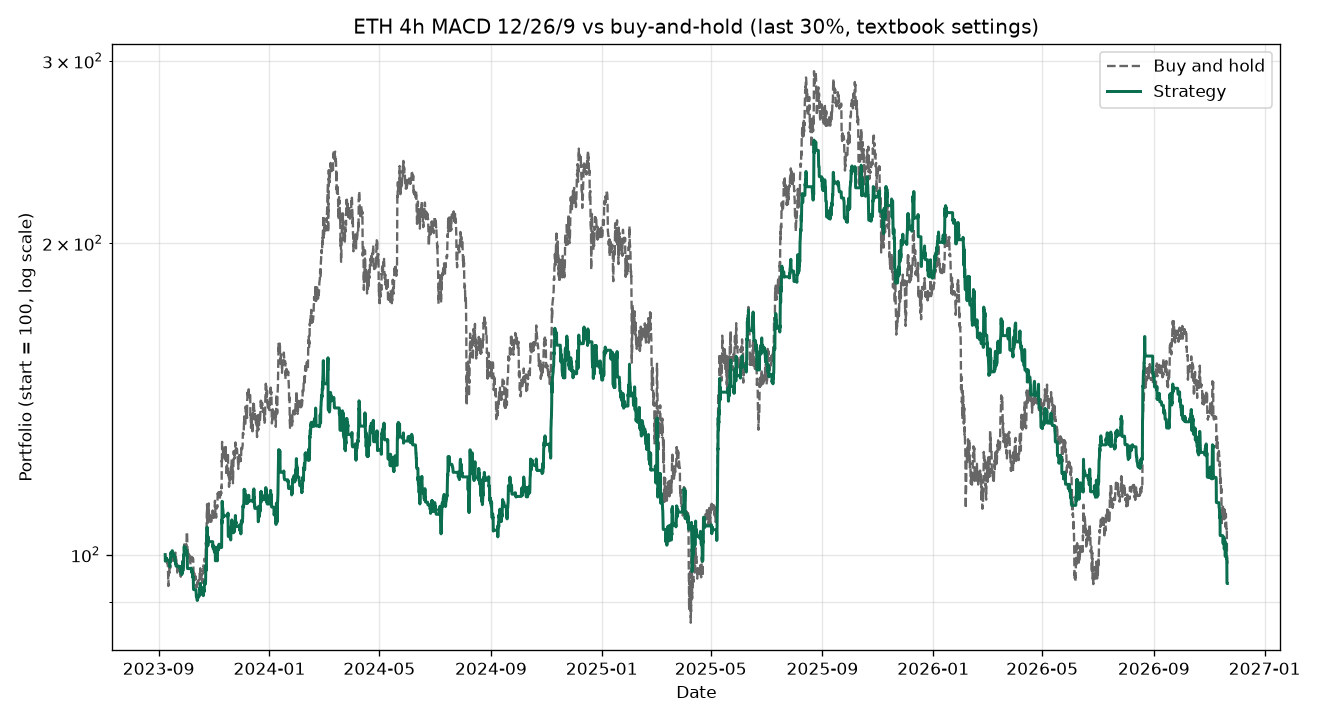 ETH 4h MACD 12/26/9 vs buy-and-hold (last 30%, textbook settings)
Buy and hold
Strategy
Portfolio (start = 100, log scale)
3 × 10²
2 × 10²
10²
2023-09 2024-01 2024-05 2024-09 2025-01 2025-05 2025-09 2026-01 2026-05 2026-09 2027-01
Date